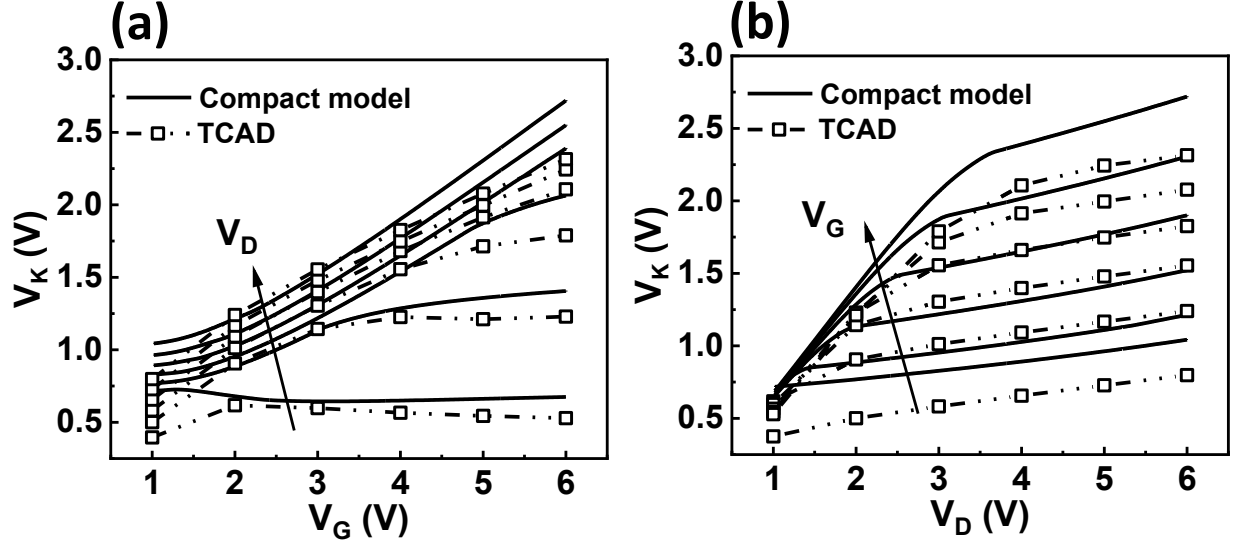 (a)
3.0
2.5
2.0
1.5
1.0
0.5
V_K (V)
Compact model
TCAD
V_D
1 2 3 4 5 6
V_G (V)
(b)
3.0
2.5
2.0
1.5
1.0
0.5
V_K (V)
Compact model
TCAD
V_G
1 2 3 4 5 6
V_D (V)